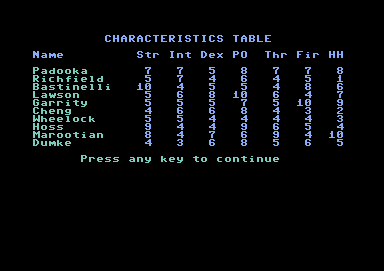 CHARACTERISTICS TABLE
Name Str Int Dex PO Thr Fir HH
Padooka 7 7 5 8 7 7 8
Richfield 5 7 4 6 4 5 1
Bastinelli 10 4 5 5 4 8 6
Lawson 5 6 8 10 6 4 7
Garrity 5 5 5 7 5 10 9
Cheng 4 6 6 8 4 3 2
Wheelock 5 5 4 4 4 4 3
Hoss 9 4 4 9 6 5 4
Marootian 8 4 7 6 9 4 10
Dumke 4 3 6 8 5 6 5
Press any key to continue